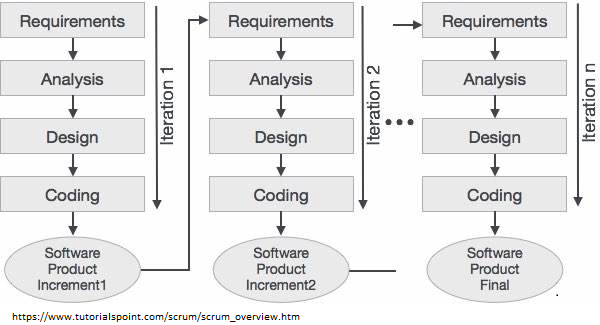 Requirements
Analysis
Design
Coding
Software
Product
Increment1
Iteration 1
Requirements
Analysis
Design
Coding
Software
Product
Increment2
Iteration 2
Requirements
Analysis
Design
Coding
Software
Product
Final
Iteration n
https://www.tutorialspoint/scrum/scrum_overview.htm